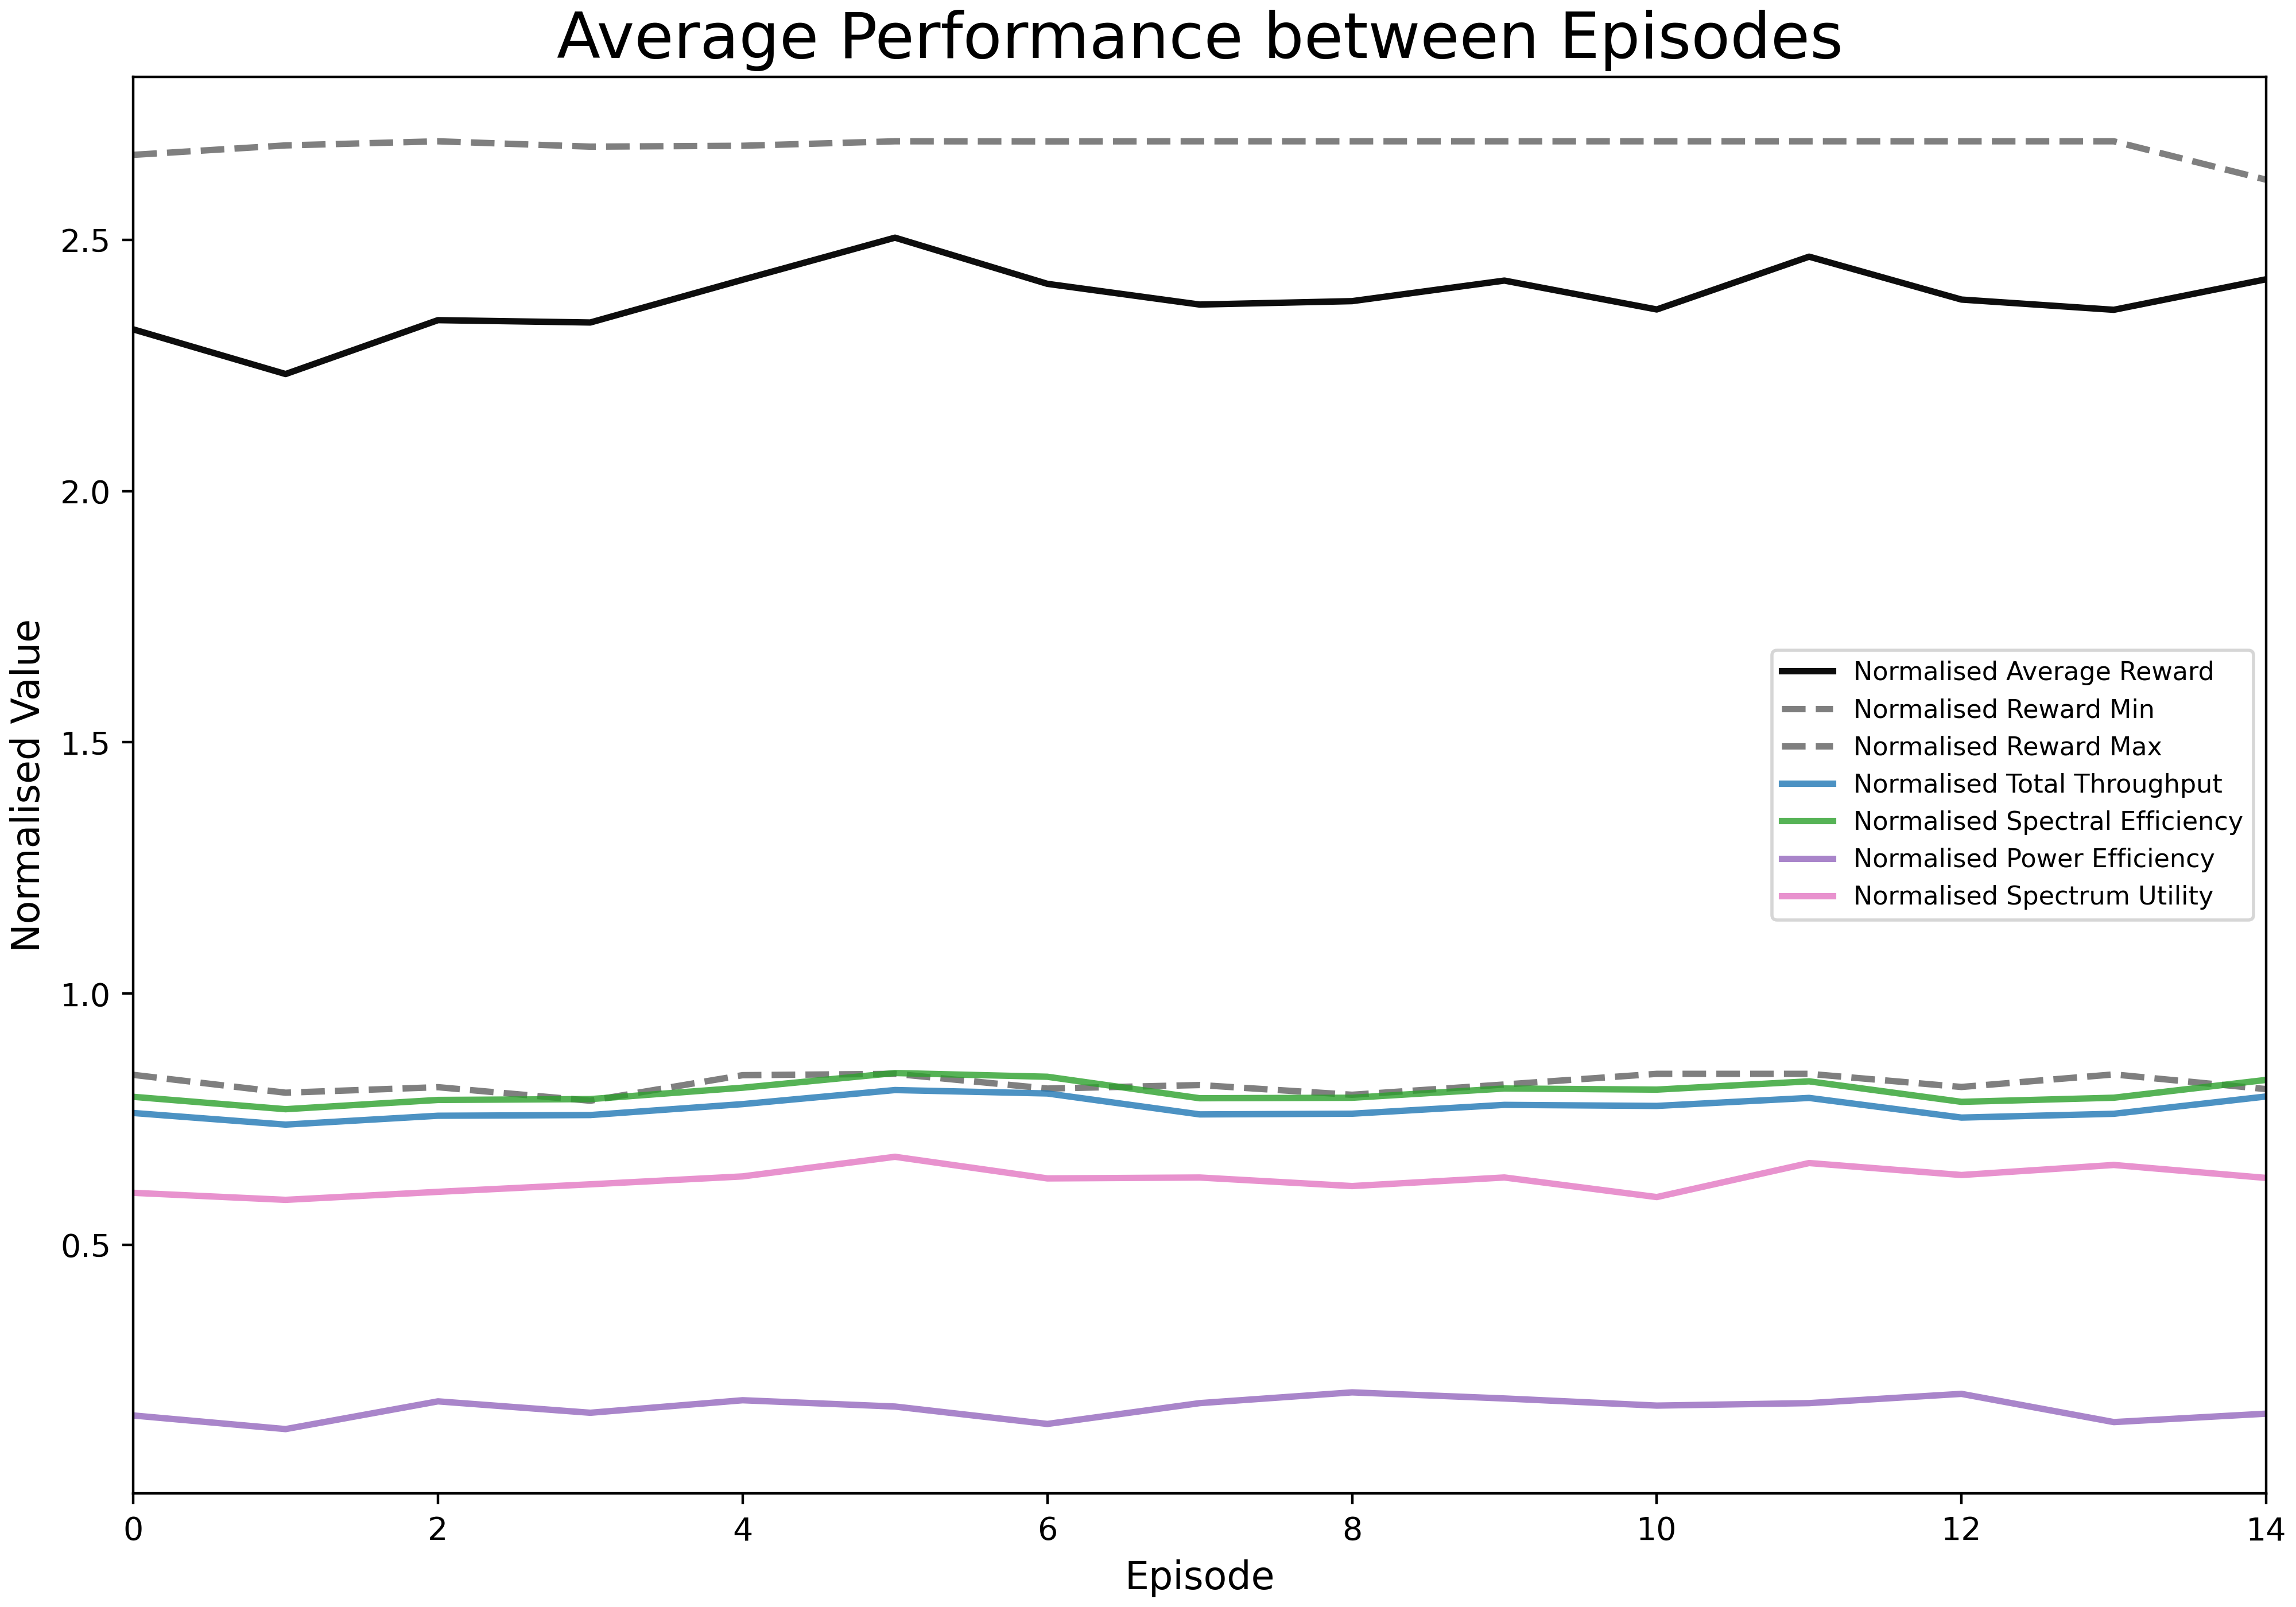 Average Performance between Episodes
Normalised Value
2.5
2.0
1.5
1.0
0.5
Normalised Average Reward
Normalised Reward Min
Normalised Reward Max
Normalised Total Throughput
Normalised Spectral Efficiency
Normalised Power Efficiency
Normalised Spectrum Utility
0 2 4 6 8 10 12 14
Episode